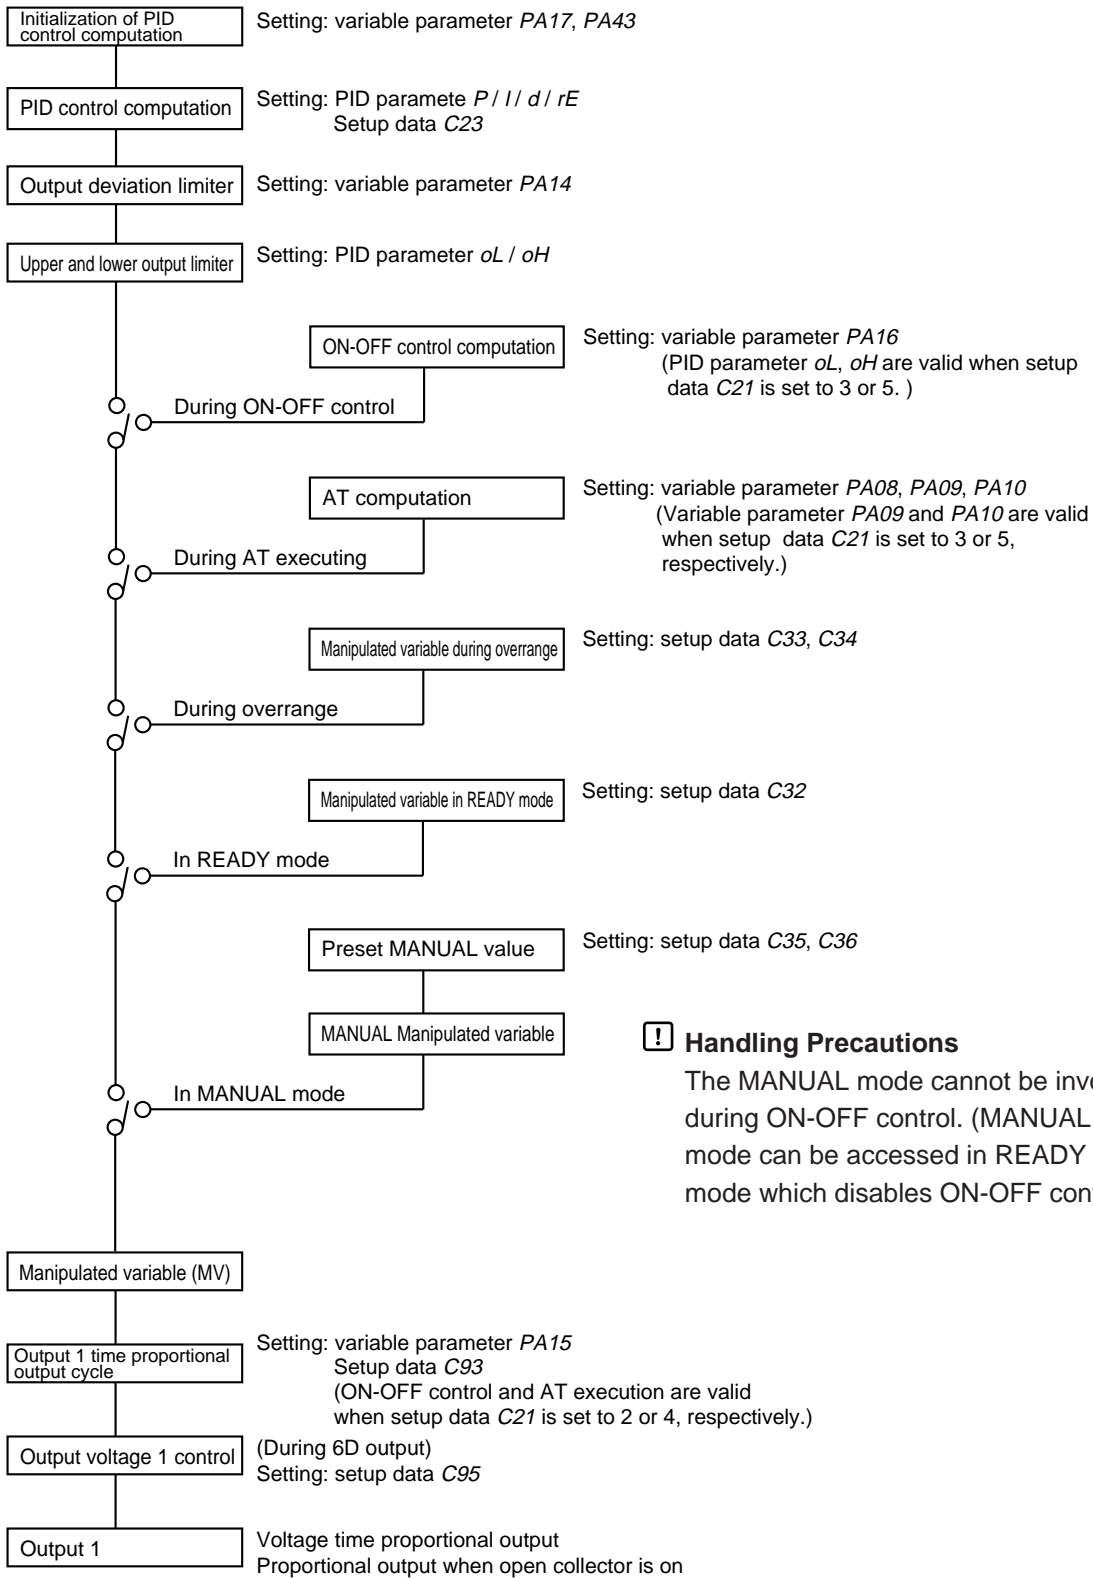 Initialization of PID
control computation
Setting: variable parameter PA17, PA43
PID control computation
Setting: PID paramete P / I / d / rE
Setup data C23
Output deviation limiter
Setting: variable parameter PA14
Upper and lower output limiter
Setting: PID parameter oL / oH
ON-OFF control computation
Setting: variable parameter PA16
(PID parameter oL, oH are valid when setup
data C21 is set to 3 or 5. )
During ON-OFF control
AT computation
Setting: variable parameter PA08, PA09, PA10
(Variable parameter PA09 and PA10 are valid
when setup data C21 is set to 3 or 5,
respectively.)
During AT executing
Manipulated variable during overrange
Setting: setup data C33, C34
During overrange
Manipulated variable in READY mode
Setting: setup data C32
In READY mode
Preset MANUAL value
Setting: setup data C35, C36
MANUAL Manipulated variable
In MANUAL mode
! Handling Precautions
The MANUAL mode cannot be
during ON-OFF control. (MANUAL
mode can be accessed in READY
mode which disables ON-OFF
Manipulated variable (MV)
Output 1 time proportional
output cycle
Setting: variable parameter PA15
Setup data C93
(ON-OFF control and AT execution are valid
when setup data C21 is set to 2 or 4, respectively.)
Output voltage 1 control
(During 6D output)
Setting: setup data C95
Output 1
Voltage time proportional output
Proportional output when open collector is on